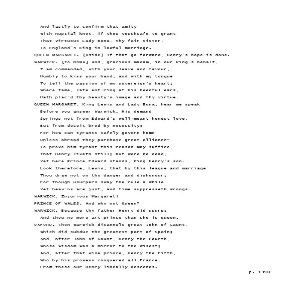 And lastly to confirm that amity
With nuptial knot, if thou vouchsafe to grant
That virtuous Lady Bona, thy fair sister,
To England's King in lawful marriage.
QUEEN MARGARET. [Aside] If that go forward, Henry's hope is done.
WARWICK. [To BONA] And, gracious madam, in our king's behalf,
I am commanded, with your leave and favour,
Humbly to kiss your hand, and with my tongue
To tell the passion of my sovereign's heart;
Where fame, late ent'ring at his heedful ears,
Hath plac'd thy beauty's image and thy virtue.
QUEEN MARGARET. King Lewis and Lady Bona, hear me speak
Before you answer Warwick. His demand
Springs not from Edward's well-meant honest love,
But from deceit bred by necessity;
For how can tyrants safely govern home
Unless abroad they purchase great alliance?
To prove him tyrant this reason may suffice,
That Henry liveth still; but were he dead,
Yet here Prince Edward stands, King Henry's son.
Look therefore, Lewis, that by this league and marriage
Thou draw not on thy danger and dishonour;
For though usurpers sway the rule a while
Yet heav'ns are just, and time suppresseth wrongs.
WARWICK. Injurious Margaret!
PRINCE OF WALES. And why not Queen?
WARWICK. Because thy father Henry did usurp;
And thou no more art prince than she is queen.
OXFORD. Then Warwick disannuls great John of Gaunt,
Which did subdue the greatest part of Spain;
And, after John of Gaunt, Henry the Fourth,
Whose wisdom was a mirror to the wisest;
And, after that wise prince, Henry the Fifth,
Who by his prowess conquered all France.
From these our Henry lineally descends.